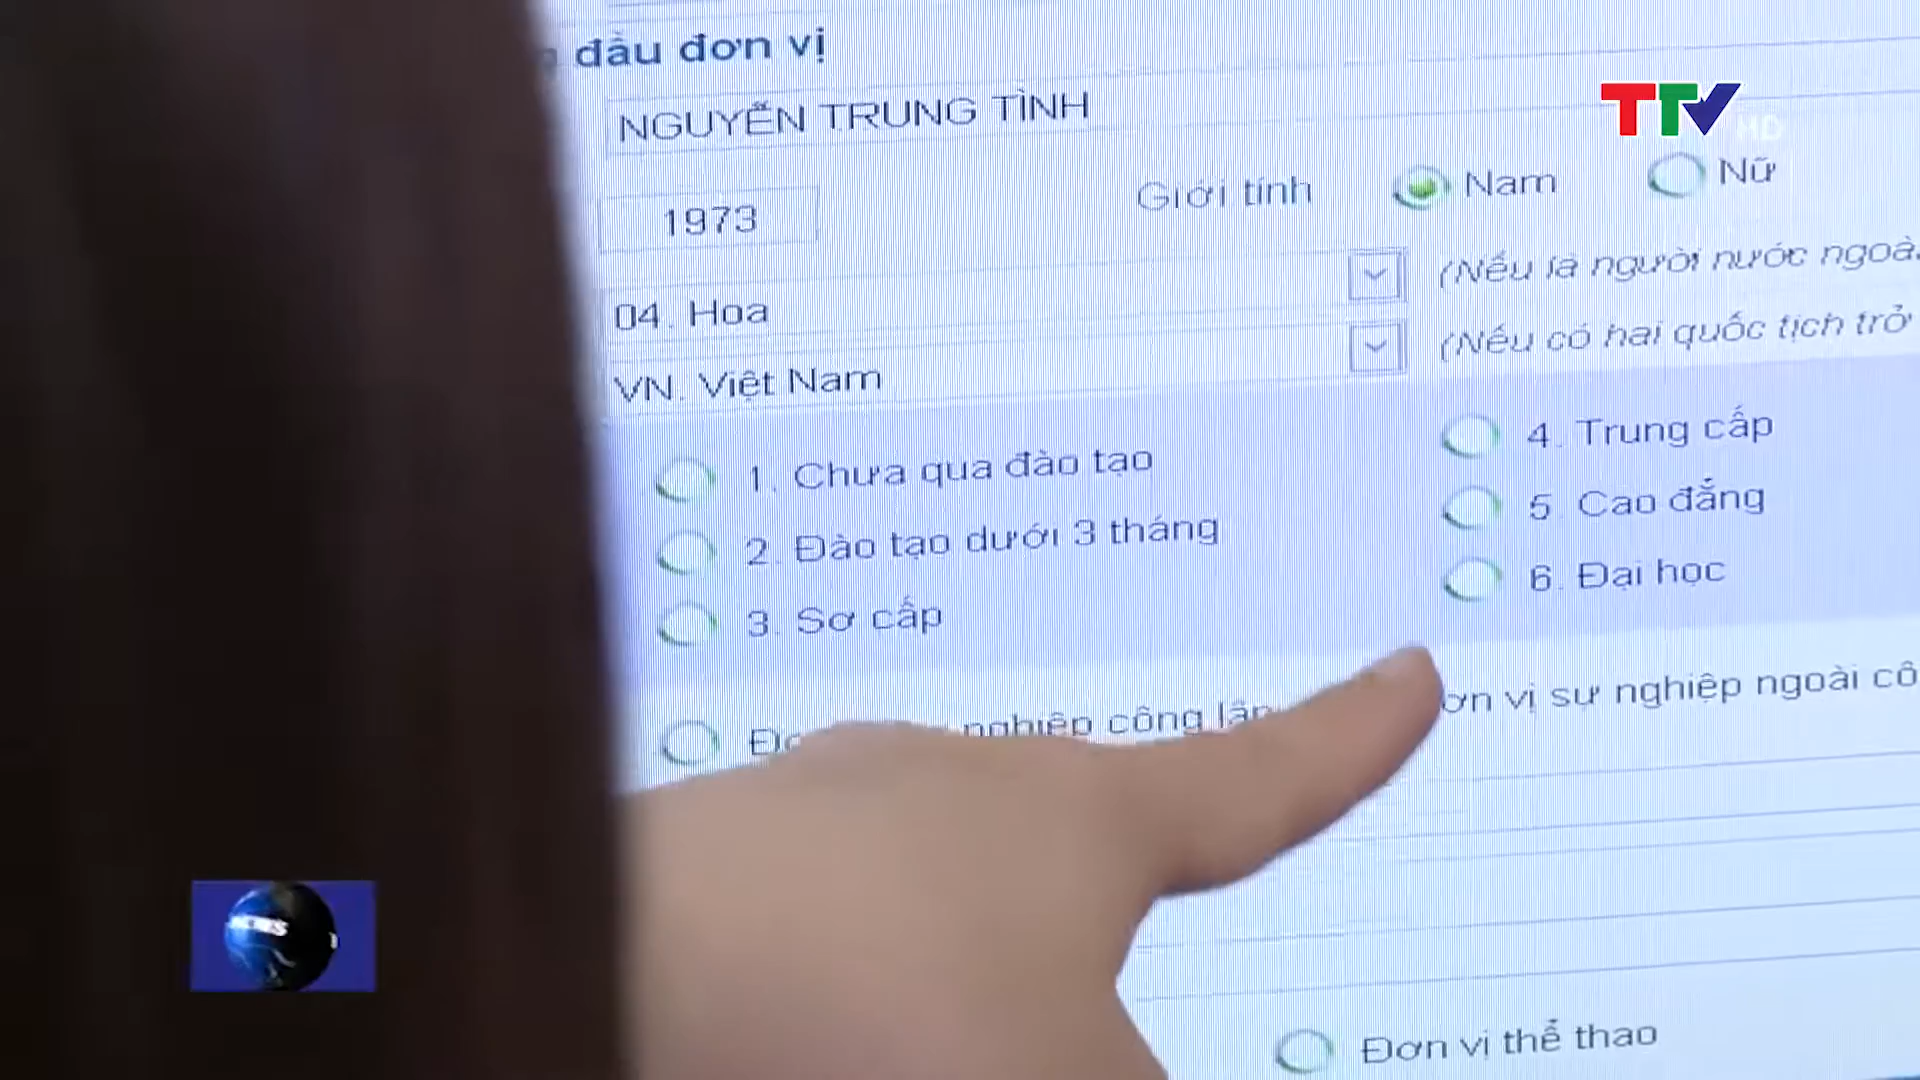 đầu đơn vị
TTV HD
NGUYỄN TRUNG TÌNH
1973 Giới tính Nam Nữ
04. Hoa (Nếu là người nước ngoà
VN. Việt Nam (Nếu có hai quốc tịch trở
1. Chưa qua đào tạo 4. Trung cấp
2. Đào tạo dưới 3 tháng 5. Cao đẳng
3. Sơ cấp 6. Đại học
nghiệp công lập ơn vị sự nghiệp ngoài cô
NEWS
Đơn vị thể thao